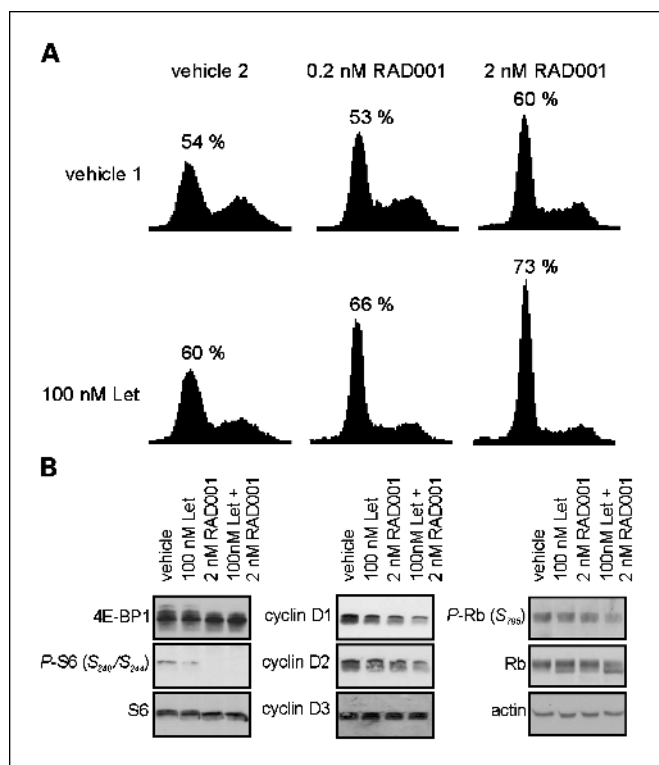 A
vehicle 2 0.2 nM RAD001 2 nM RAD001
vehicle 1
54 % 53 % 60 %
100 nM Let
60 % 66 % 73 %
B
vehicle
100 nM Let
2 nM RAD001
100nM Let +
2 nM RAD001
vehicle
100 nM Let
2 nM RAD001
100nM Let +
2 nM RAD001
vehicle
100 nM Let
2 nM RAD001
100nM Let +
2 nM RAD001
4E-BP1
P-S6 (S240/S244)
S6
cyclin D1
cyclin D2
cyclin D3
P-Rb (S795)
Rb
actin